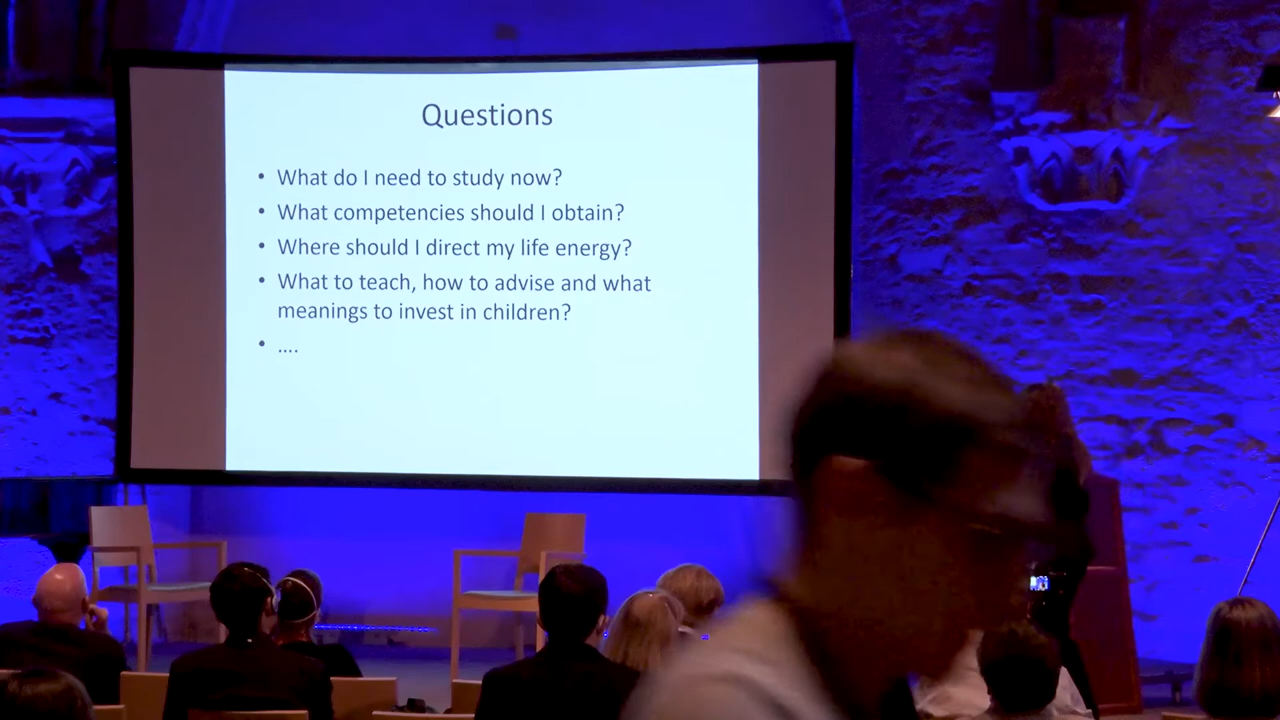 Questions
• What do I need to study now?
• What competencies should I obtain?
• Where should I direct my life energy?
• What to teach, how to advise and what
meanings to invest in children?
• ....